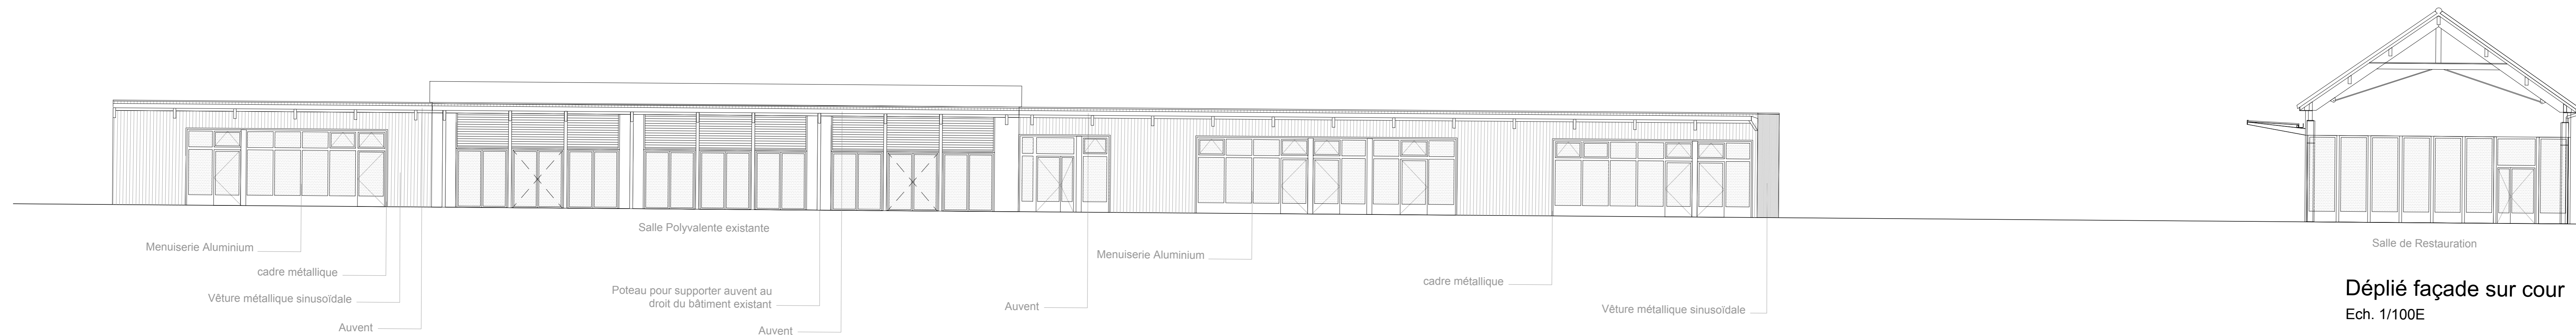 Salle Polyvalente existante
Menuiserie Aluminium
cadre métallique
Vêture métallique sinusoïdale
Auvent
Poteau pour supporter auvent au
droit du bâtiment existant
Auvent
Menuiserie Aluminium
Auvent
cadre métallique
Vêture métallique sinusoïdale
Salle de Restauration
Déplié façade sur cour
Ech. 1/100E